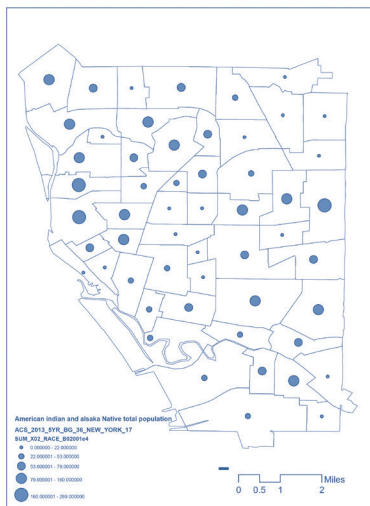 American indian and alsaka Native total population
ACS_2013_5YR_BG_36_NEW_YORK_17
SUM_X02_RACE_B02001e4
0.000000 - 22.000000
22.000001 - 53.000000
53.000001 - 79.000000
79.000001 - 160.000000
160.000001 - 269.000000
Miles
0 0.5 1 2